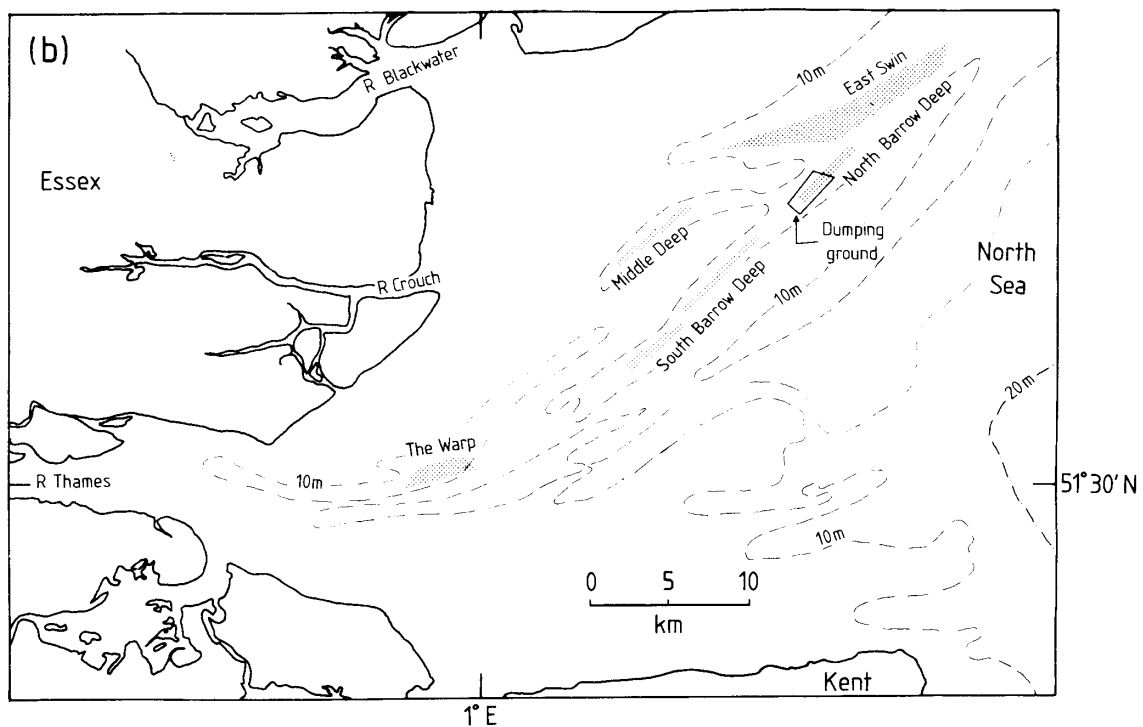 (b)
R Blackwater
10m
East Swin
North Barrow Deep
Essex
Dumping
ground
North
Sea
Middle Deep
R Crouch
10m
South Barrow Deep
20m
The Warp
R Thames
10m
51° 30' N
10m
0 5 10
km
Kent
1° E